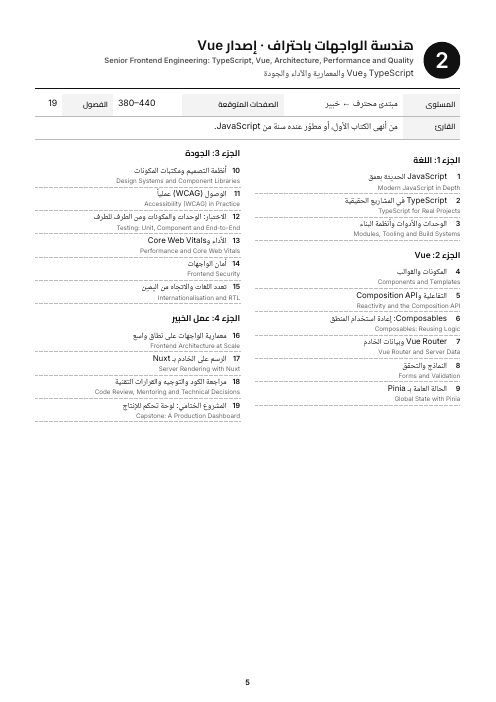 2
هندسة الواجهات باحتراف · إصدار Vue
Senior Frontend Engineering: TypeScript, Vue, Architecture, Performance and Quality
TypeScript وVue والمعمارية والأداء والجودة
المستوى مبتدئ محترف ← خبير الصفحات المتوقعة 380–440 الفصول 19
القارئ من أنهى الكتاب الأول، أو مطوّر عنده سنة من JavaScript.
الجزء 1: اللغة
1 JavaScript الحديثة بعمق
Modern JavaScript in Depth
2 TypeScript في المشاريع الحقيقية
TypeScript for Real Projects
3 الوحدات والأدوات وأنظمة البناء
Modules, Tooling and Build Systems
الجزء 2: Vue
4 المكونات والقوالب
Components and Templates
5 التفاعلية وComposition API
Reactivity and the Composition API
6 Composables: إعادة استخدام المنطق
Composables: Reusing Logic
7 Vue Router وبيانات الخادم
Vue Router and Server Data
8 النماذج والتحقق
Forms and Validation
9 الحالة العامة بـ Pinia
Global State with Pinia
الجزء 3: الجودة
10 أنظمة التصميم ومكتبات المكونات
Design Systems and Component Libraries
11 الوصول (WCAG) عملياً
Accessibility (WCAG) in Practice
12 الاختبار: الوحدات والمكونات ومن الطرف للطرف
Testing: Unit, Component and End-to-End
13 الأداء وCore Web Vitals
Performance and Core Web Vitals
14 أمان الواجهات
Frontend Security
15 تعدد اللغات والاتجاه من اليمين
Internationalisation and RTL
الجزء 4: عمل الخبير
16 معمارية الواجهات على نطاق واسع
Frontend Architecture at Scale
17 الرسم على الخادم بـ Nuxt
Server Rendering with Nuxt
18 مراجعة الكود والتوجيه والقرارات التقنية
Code Review, Mentoring and Technical Decisions
19 المشروع الختامي: لوحة تحكم للإنتاج
Capstone: A Production Dashboard
5